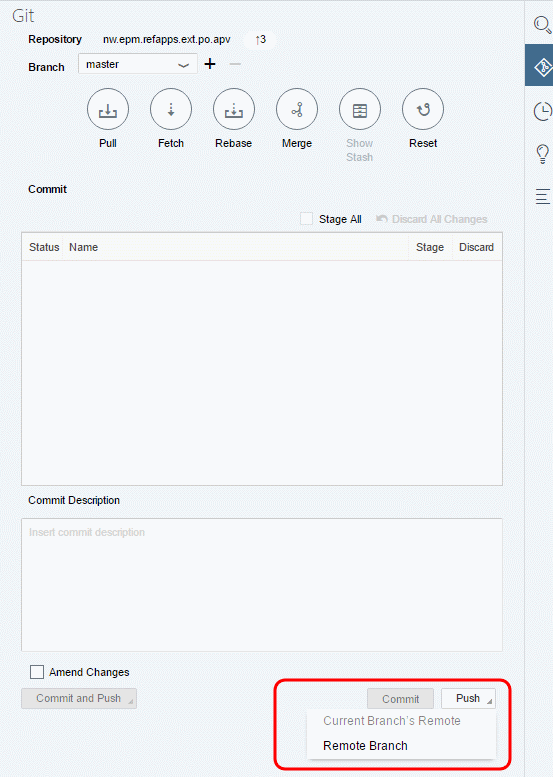 Git
Repository nw.epm.refapps.ext.po.apv ↑3
Branch master
Pull Fetch Rebase Merge Show Stash Reset
Commit
Stage All Discard All Changes
Status Name Stage Discard
Commit Description
Insert commit description
Amend Changes
Commit and Push Commit Push
Current Branch's Remote
Remote Branch